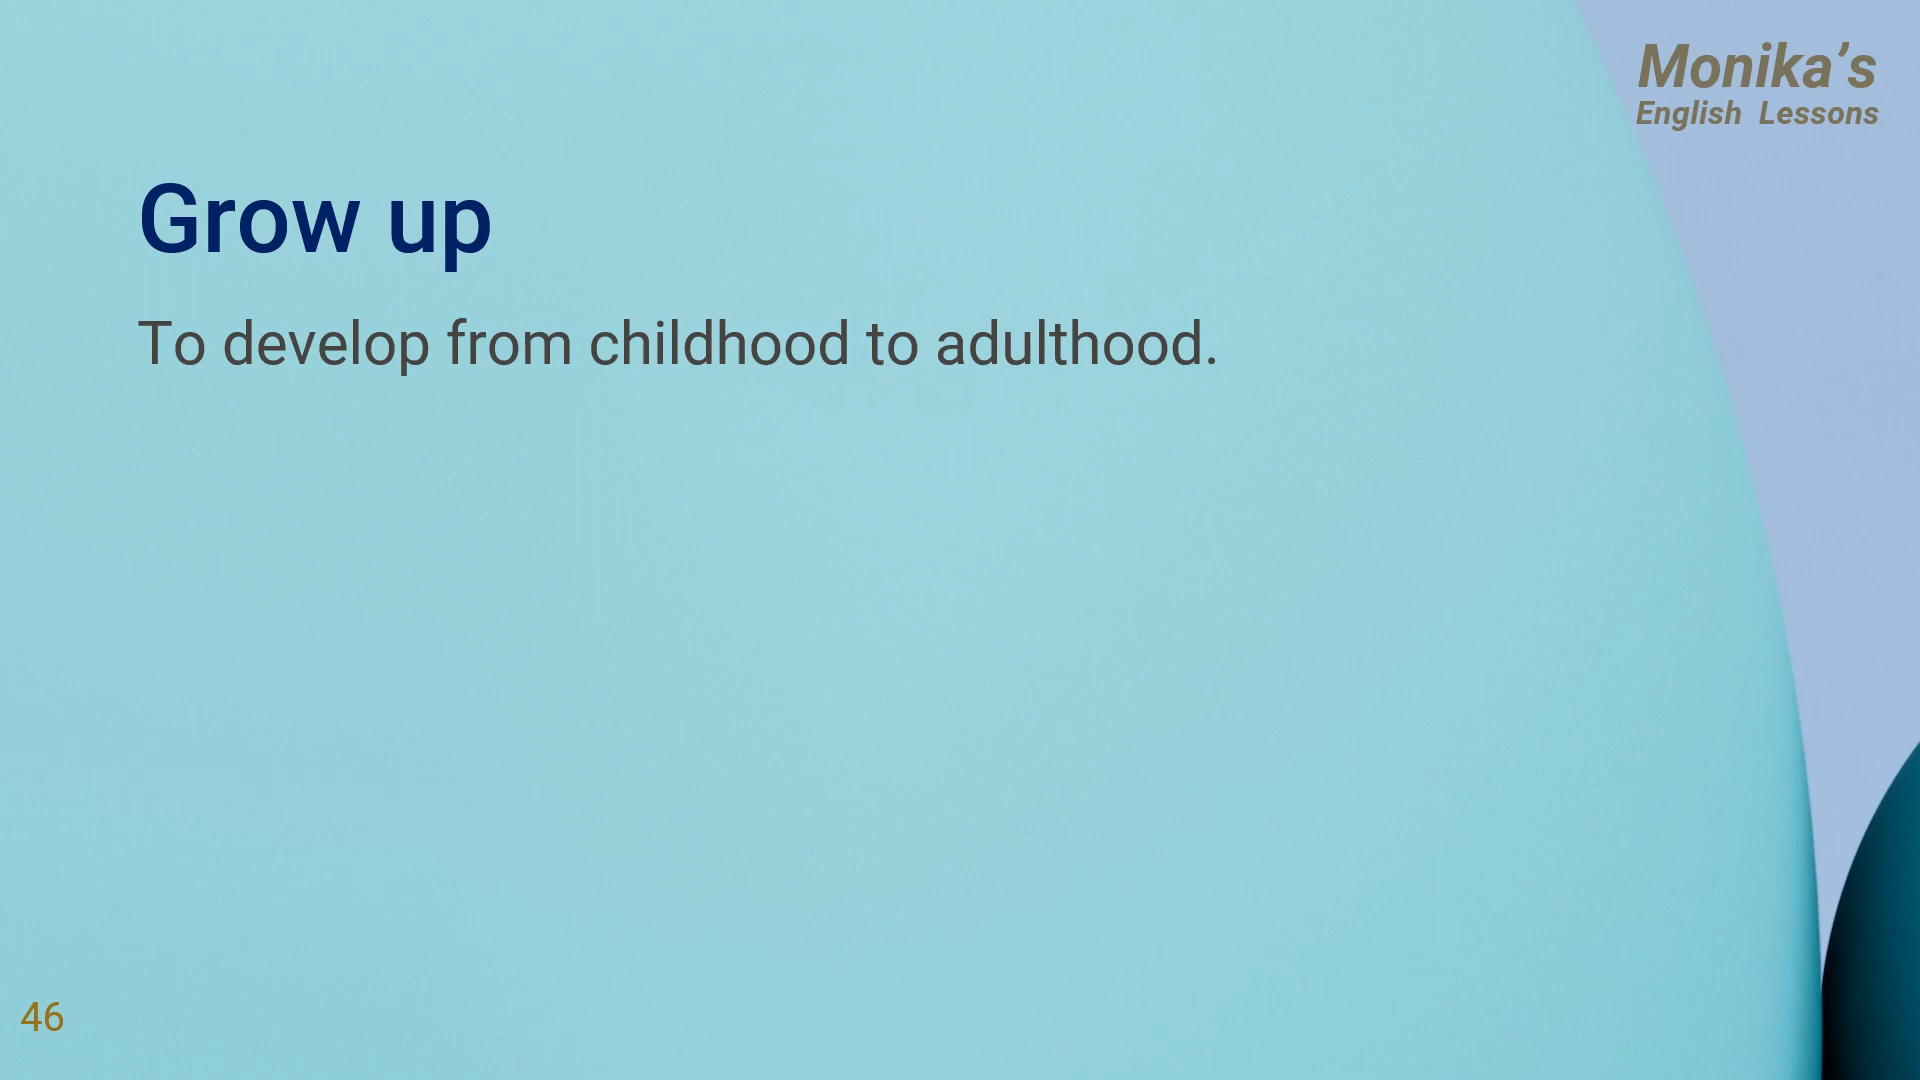 Monika’s
English Lessons
Grow up
To develop from childhood to adulthood.
46